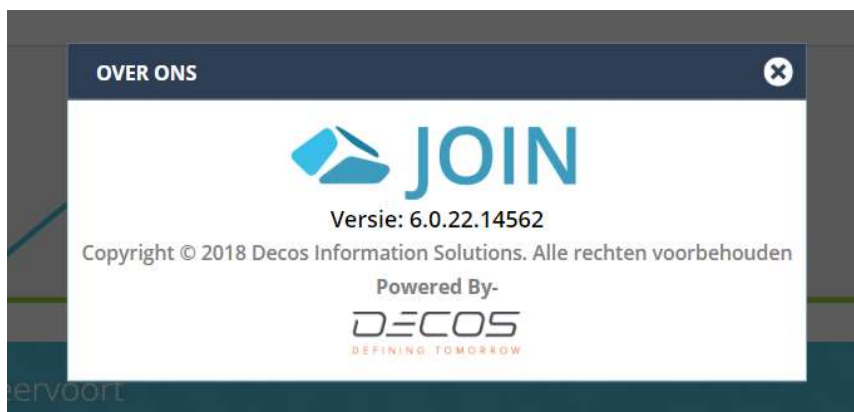 OVER ONS
JOIN
Versie: 6.0.22.14562
Copyright © 2018 Decos Information Solutions. Alle rechten voorbehouden
Powered By-
DECOS
DEFINING TOMORROW
eervoort